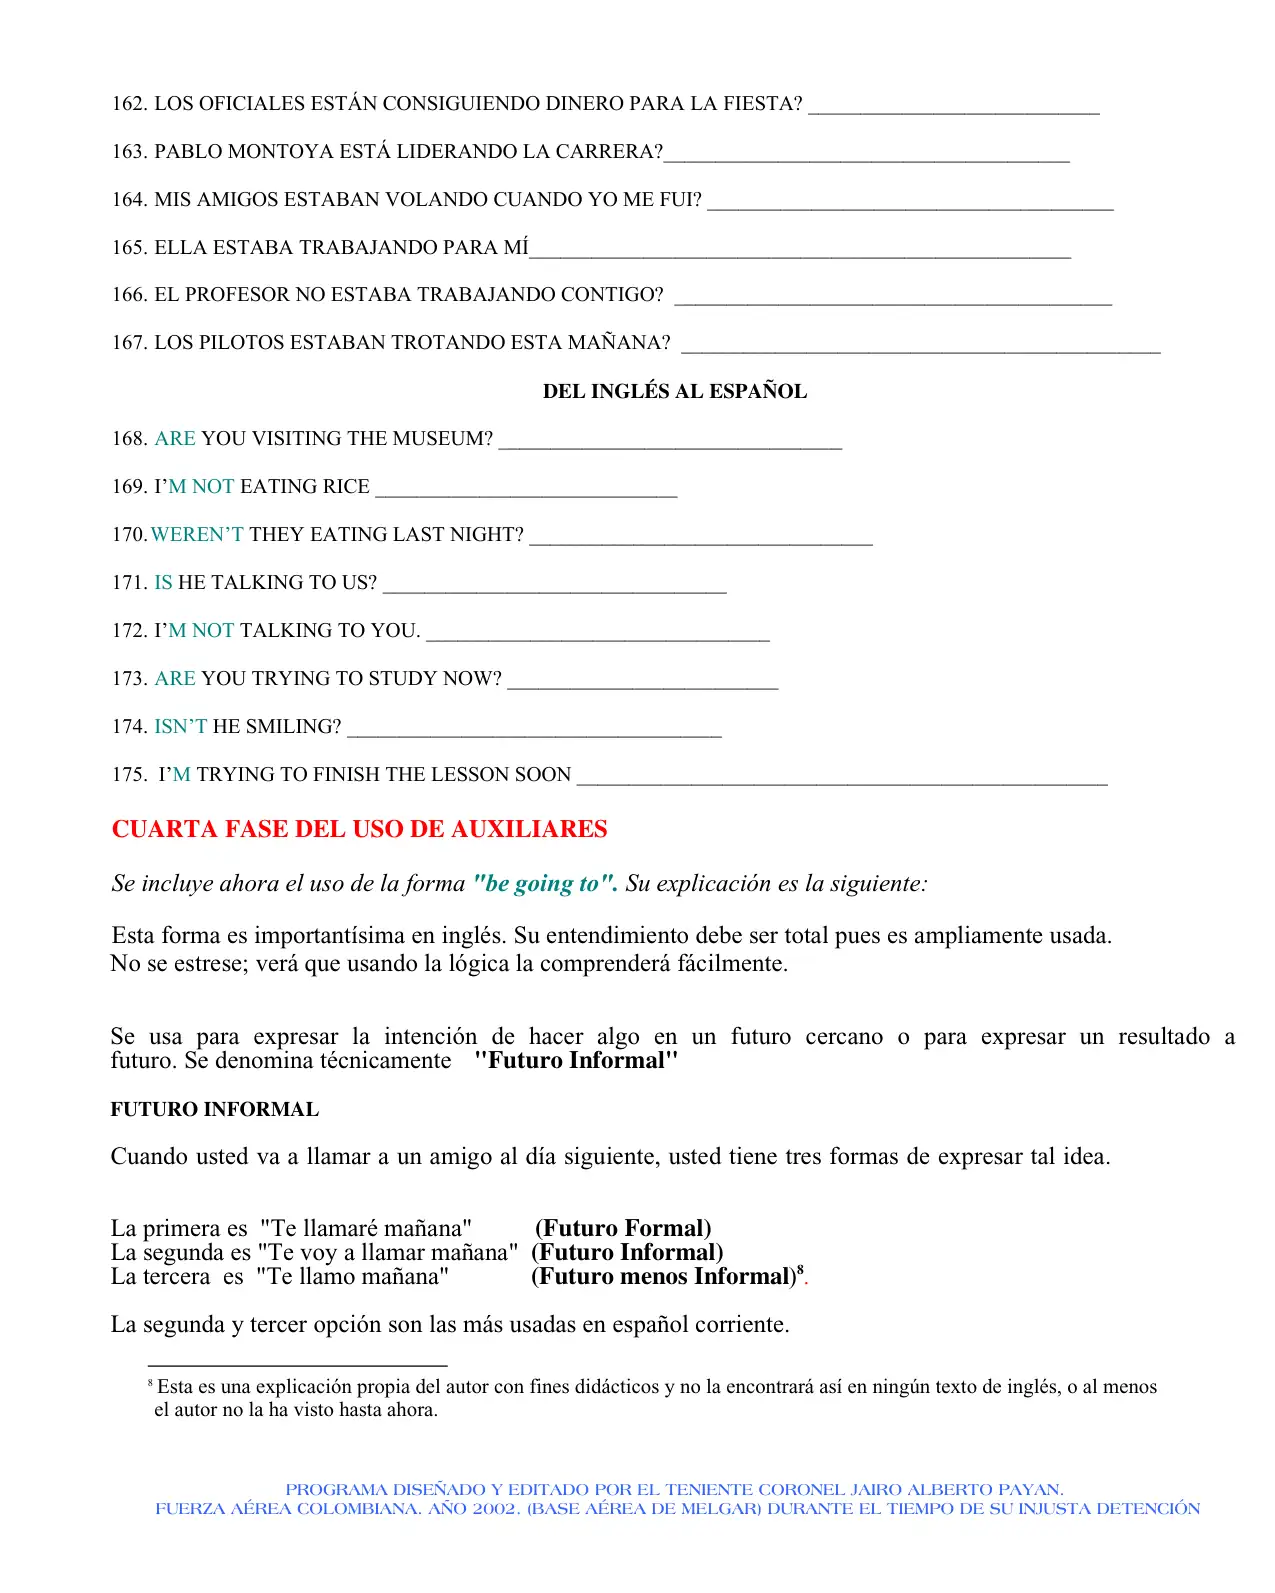 162. LOS OFICIALES ESTÁN CONSIGUIENDO DINERO PARA LA FIESTA? ____________________________
163. PABLO MONTOYA ESTÁ LIDERANDO LA CARRERA?_______________________________________
164. MIS AMIGOS ESTABAN VOLANDO CUANDO YO ME FUI? _______________________________________
165. ELLA ESTABA TRABAJANDO PARA MÍ____________________________________________________
166. EL PROFESOR NO ESTABA TRABAJANDO CONTIGO? __________________________________________
167. LOS PILOTOS ESTABAN TROTANDO ESTA MAÑANA? ______________________________________________
DEL INGLÉS AL ESPAÑOL
168. ARE YOU VISITING THE MUSEUM? _________________________________
169. I’M NOT EATING RICE _____________________________
170. WEREN’T THEY EATING LAST NIGHT? _________________________________
171. IS HE TALKING TO US? _________________________________
172. I’M NOT TALKING TO YOU. _________________________________
173. ARE YOU TRYING TO STUDY NOW? __________________________
174. ISN’T HE SMILING? ____________________________________
175. I’M TRYING TO FINISH THE LESSON SOON ___________________________________________________
CUARTA FASE DEL USO DE AUXILIARES
Se incluye ahora el uso de la forma "be going to". Su explicación es la siguiente:
Esta forma es importantísima en inglés. Su entendimiento debe ser total pues es ampliamente usada.
No se estrese; verá que usando la lógica la comprenderá fácilmente.
Se usa para expresar la intención de hacer algo en un futuro cercano o para expresar un resultado a
futuro. Se denomina técnicamente "Futuro Informal"
FUTURO INFORMAL
Cuando usted va a llamar a un amigo al día siguiente, usted tiene tres formas de expresar tal idea.
La primera es "Te llamaré mañana" (Futuro Formal)
La segunda es "Te voy a llamar mañana" (Futuro Informal)
La tercera es "Te llamo mañana" (Futuro menos Informal)⁸.
La segunda y tercer opción son las más usadas en español corriente.
⁸ Esta es una explicación propia del autor con fines didácticos y no la encontrará así en ningún texto de inglés, o al menos
el autor no la ha visto hasta ahora.
PROGRAMA DISEÑADO Y EDITADO POR EL TENIENTE CORONEL JAIRO ALBERTO PAYAN.
FUERZA AÉREA COLOMBIANA. AÑO 2002. (BASE AÉREA DE MELGAR) DURANTE EL TIEMPO DE SU INJUSTA DETENCIÓN